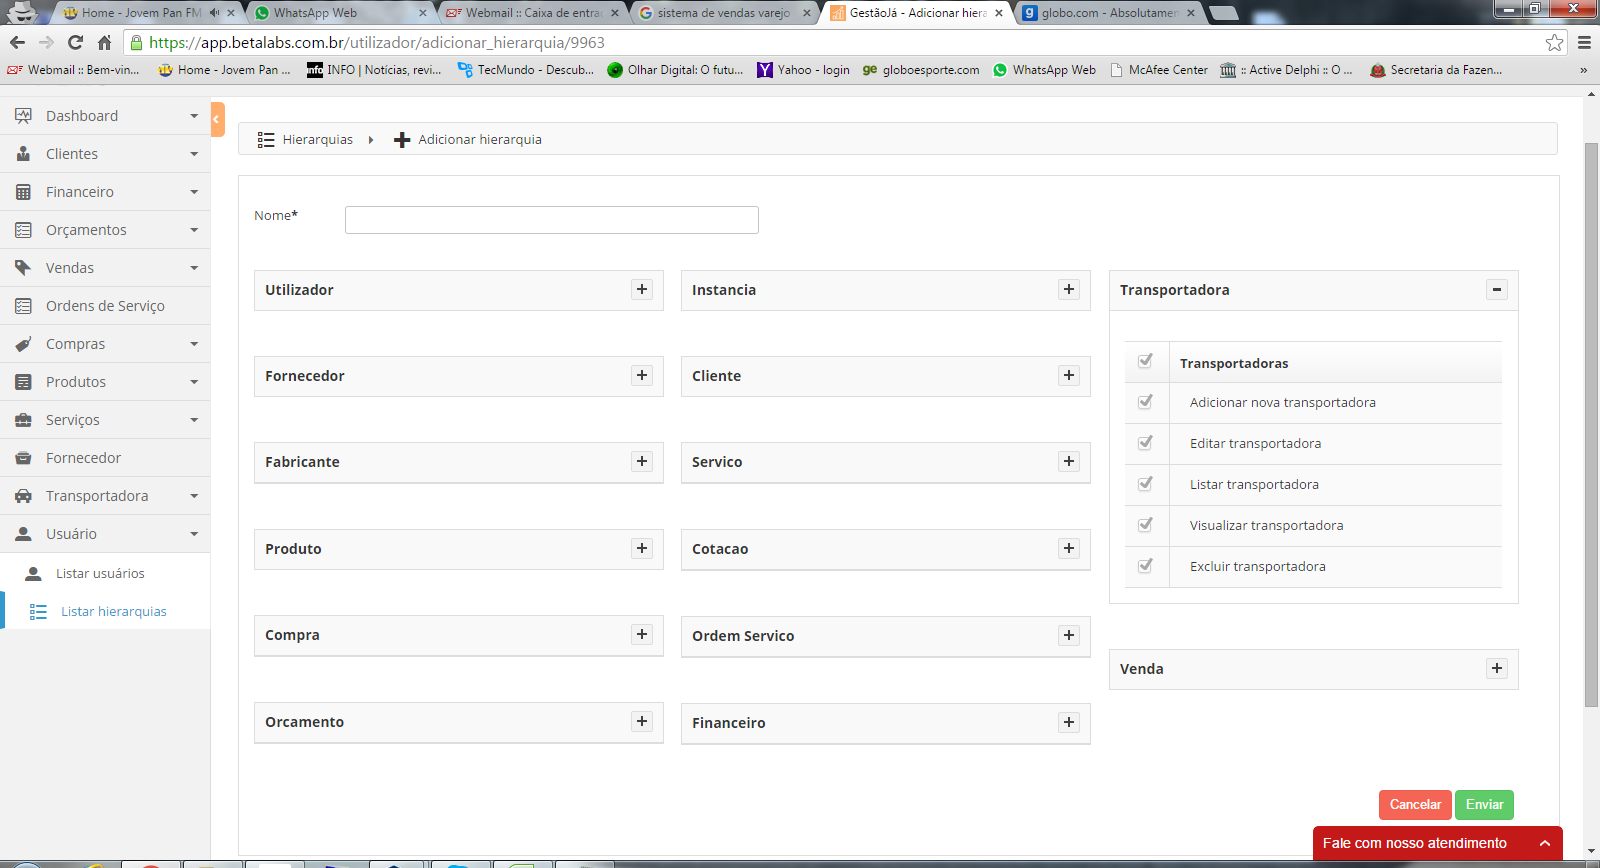 Home - Jovem Pan FM
WhatsApp Web
Webmail :: Caixa de entra
sistema de vendas varejo
GestãoJá - Adicionar hiera
globo.com - Absolutamen
https://app.betalabs.com.br/utilizador/adicionar_hierarquia/9963
Webmail :: Bem-vin...
Home - Jovem Pan ...
INFO | Notícias, revi...
TecMundo - Descub...
Olhar Digital: O futu...
Yahoo - login
ge globoesporte.com
WhatsApp Web
McAfee Center
:: Active Delphi :: O ...
Secretaria da Fazen...
»
Dashboard
Clientes
Financeiro
Orçamentos
Vendas
Ordens de Serviço
Compras
Produtos
Serviços
Fornecedor
Transportadora
Usuário
Listar usuários
Listar hierarquias
Hierarquias
Adicionar hierarquia
Nome*
Utilizador
Instancia
Transportadora
Transportadoras
Adicionar nova transportadora
Editar transportadora
Listar transportadora
Visualizar transportadora
Excluir transportadora
Fornecedor
Cliente
Fabricante
Servico
Produto
Cotacao
Compra
Ordem Servico
Venda
Orcamento
Financeiro
Cancelar
Enviar
Fale com nosso atendimento